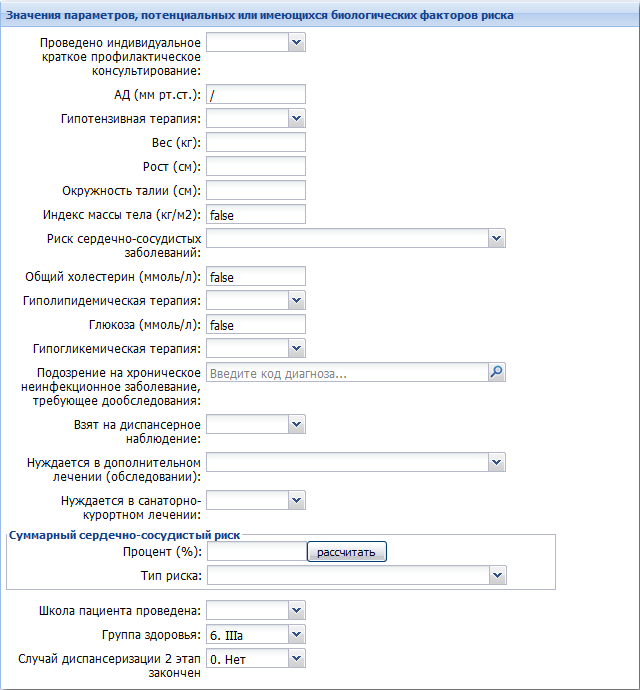 Значения параметров, потенциальных или имеющихся биологических факторов риска
Проведено индивидуальное
краткое профилактическое
консультирование:
АД (мм рт.ст.): /
Гипотензивная терапия:
Вес (кг):
Рост (см):
Окружность талии (см):
Индекс массы тела (кг/м2): false
Риск сердечно-сосудистых
заболеваний:
Общий холестерин (ммоль/л): false
Гиполипидемическая терапия:
Глюкоза (ммоль/л): false
Гипогликемическая терапия:
Подозрение на хроническое Введите код диагноза...
неинфекционное заболевание,
требующее дообследования:
Взят на диспансерное
наблюдение:
Нуждается в дополнительном
лечении (обследовании):
Нуждается в санаторно-
курортном лечении:
Суммарный сердечно-сосудистый риск
Процент (%): рассчитать
Тип риска:
Школа пациента проведена:
Группа здоровья: 6. IIIа
Случай диспансеризации 2 этап 0. Нет
закончен